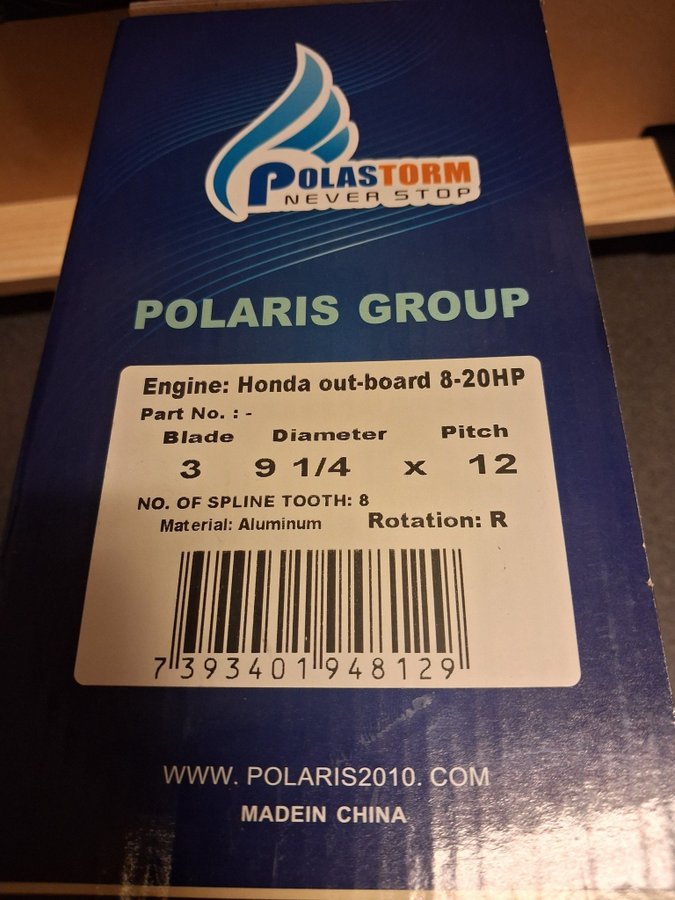 POLASTORM
NEVER STOP
POLARIS GROUP
Engine: Honda out-board 8-20HP
Part No. : -
Blade Diameter Pitch
3 9 1/4 x 12
NO. OF SPLINE TOOTH: 8
Material: Aluminum Rotation: R
7 393401 948129
WWW. POLARIS2010. COM
MADEIN CHINA